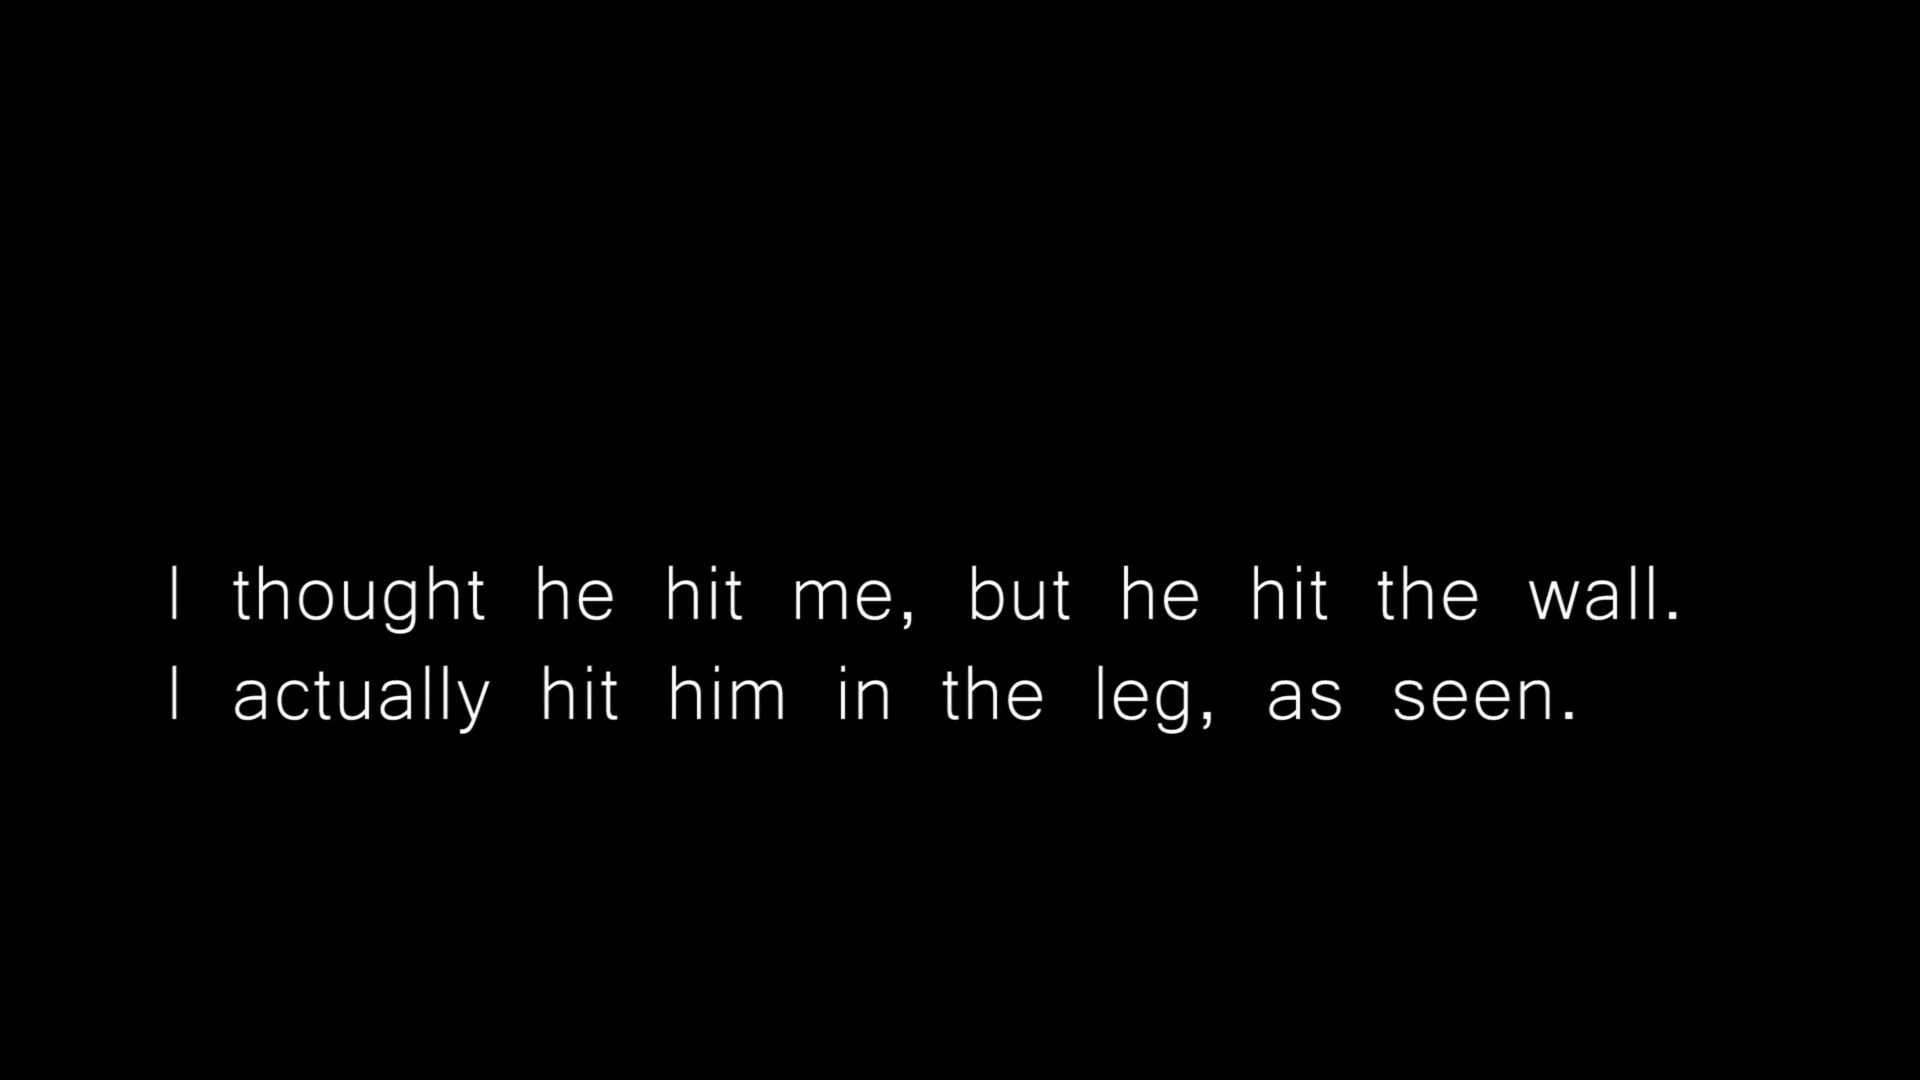 I thought he hit me, but he hit the wall.
I actually hit him in the leg, as seen.